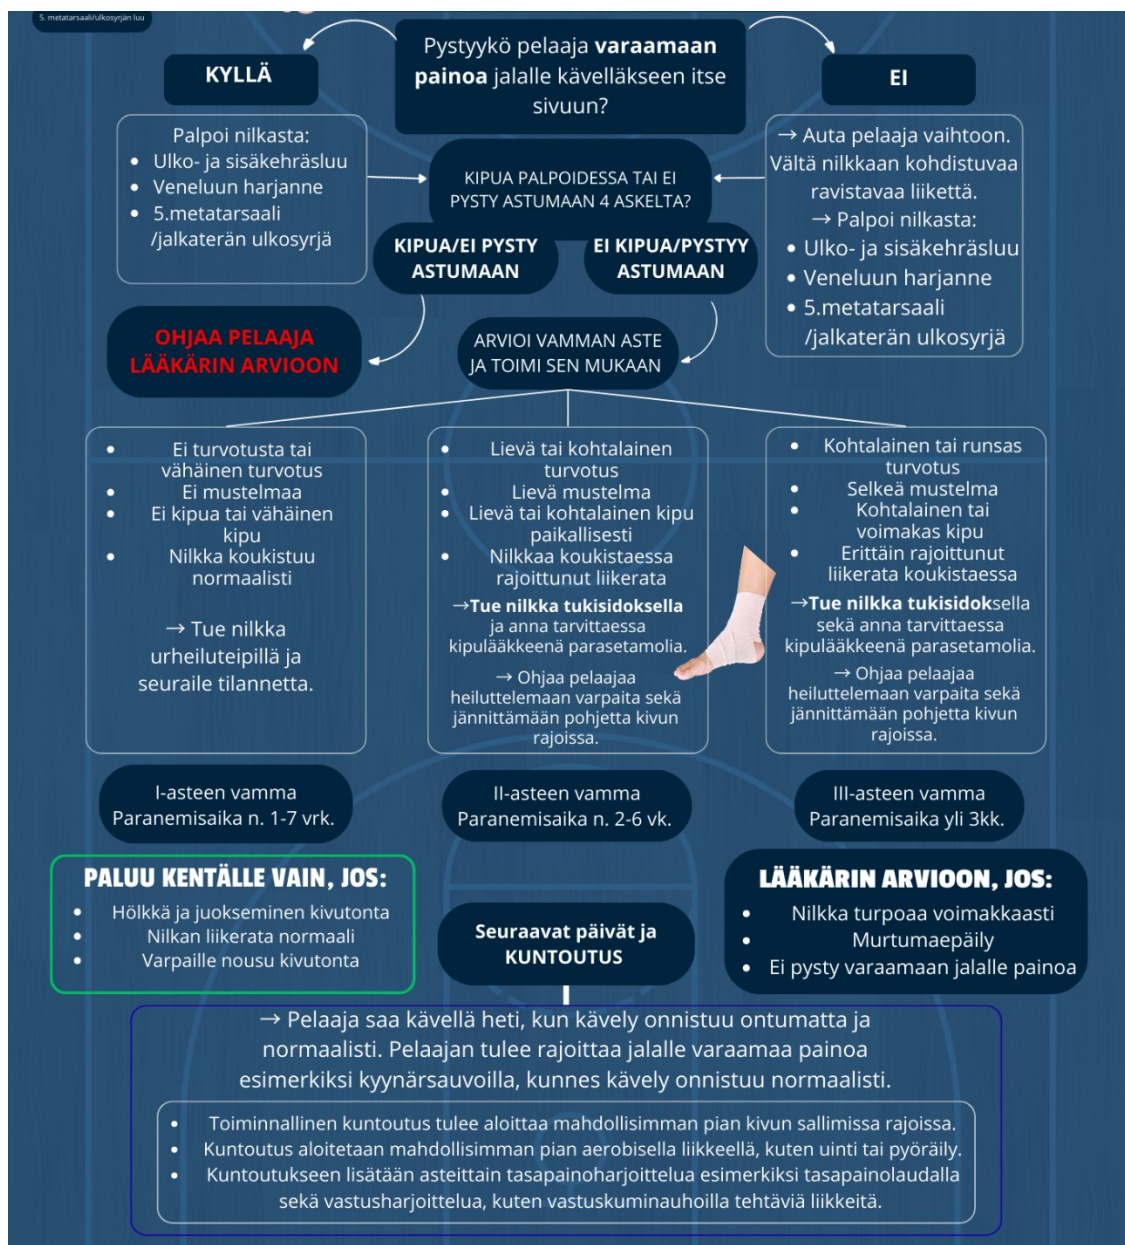 5. metatarsaali/ulkosyrjän luu
Pystyykö pelaaja varaamaan
painoa jalalle kävelläkseen itse
sivuun?
KYLLÄ
EI
Palpoi nilkasta:
• Ulko- ja sisäkehräsluu
• Veneluun harjanne
• 5.metatarsaali
/jalkaterän ulkosyrjä
→ Auta pelaaja vaihtoon.
Vältä nilkkaan kohdistuvaa
ravistavaa liikettä.
→ Palpoi nilkasta:
• Ulko- ja sisäkehräsluu
• Veneluun harjanne
• 5.metatarsaali
/jalkaterän ulkosyrjä
KIPUA PALPOIDESSA TAI EI
PYSTY ASTUMAAN 4 ASKELTA?
KIPUA/EI PYSTY
ASTUMAAN
EI KIPUA/PYSTYY
ASTUMAAN
OHJAA PELAAJA
LÄÄKÄRIN ARVIOON
ARVIOI VAMMAN ASTE
JA TOIMI SEN MUKAAN
• Ei turvotusta tai
vähäinen turvotus
• Ei mustelmaa
• Ei kipua tai vähäinen
kipu
• Nilkka koukistuu
normaalisti
→ Tue nilkka
urheiluteipillä ja
seuraile tilannetta.
• Lievä tai kohtalainen
turvotus
• Lievä mustelma
• Lievä tai kohtalainen kipu
paikallisesti
• Nilkkaa koukistaessa
rajoittunut liikerata
→Tue nilkka tukisidoksella
ja anna tarvittaessa
kipulääkkeenä parasetamolia.
→ Ohjaa pelaajaa
heiluttelemaan varpaita sekä
jännittämään pohjetta kivun
rajoissa.
• Kohtalainen tai runsas
turvotus
• Selkeä mustelma
• Kohtalainen tai
voimakas kipu
• Erittäin rajoittunut
liikerata koukistaessa
→Tue nilkka tukisidoksella
sekä anna tarvittaessa
kipulääkkeenä parasetamolia.
→ Ohjaa pelaajaa
heiluttelemaan varpaita sekä
jännittämään pohjetta kivun
rajoissa.
I-asteen vamma
Paranemisaika n. 1-7 vrk.
II-asteen vamma
Paranemisaika n. 2-6 vk.
III-asteen vamma
Paranemisaika yli 3kk.
PALUU KENTÄLLE VAIN, JOS:
• Hölkkä ja juokseminen kivutonta
• Nilkan liikerata normaali
• Varpaille nousu kivutonta
LÄÄKÄRIN ARVIOON, JOS:
• Nilkka turpoaa voimakkaasti
• Murtumaepäily
• Ei pysty varaamaan jalalle painoa
Seuraavat päivät ja
KUNTOUTUS
→ Pelaaja saa kävellä heti, kun kävely onnistuu ontumatta ja
normaalisti. Pelaajan tulee rajoittaa jalalle varaamaa painoa
esimerkiksi kyynärsauvoilla, kunnes kävely onnistuu normaalisti.
• Toiminnallinen kuntoutus tulee aloittaa mahdollisimman pian kivun sallimissa rajoissa.
• Kuntoutus aloitetaan mahdollisimman pian aerobisella liikkeellä, kuten uinti tai pyöräily.
• Kuntoutukseen lisätään asteittain tasapainoharjoittelua esimerkiksi tasapainolaudalla
sekä vastusharjoittelua, kuten vastuskuminauhoilla tehtäviä liikkeitä.